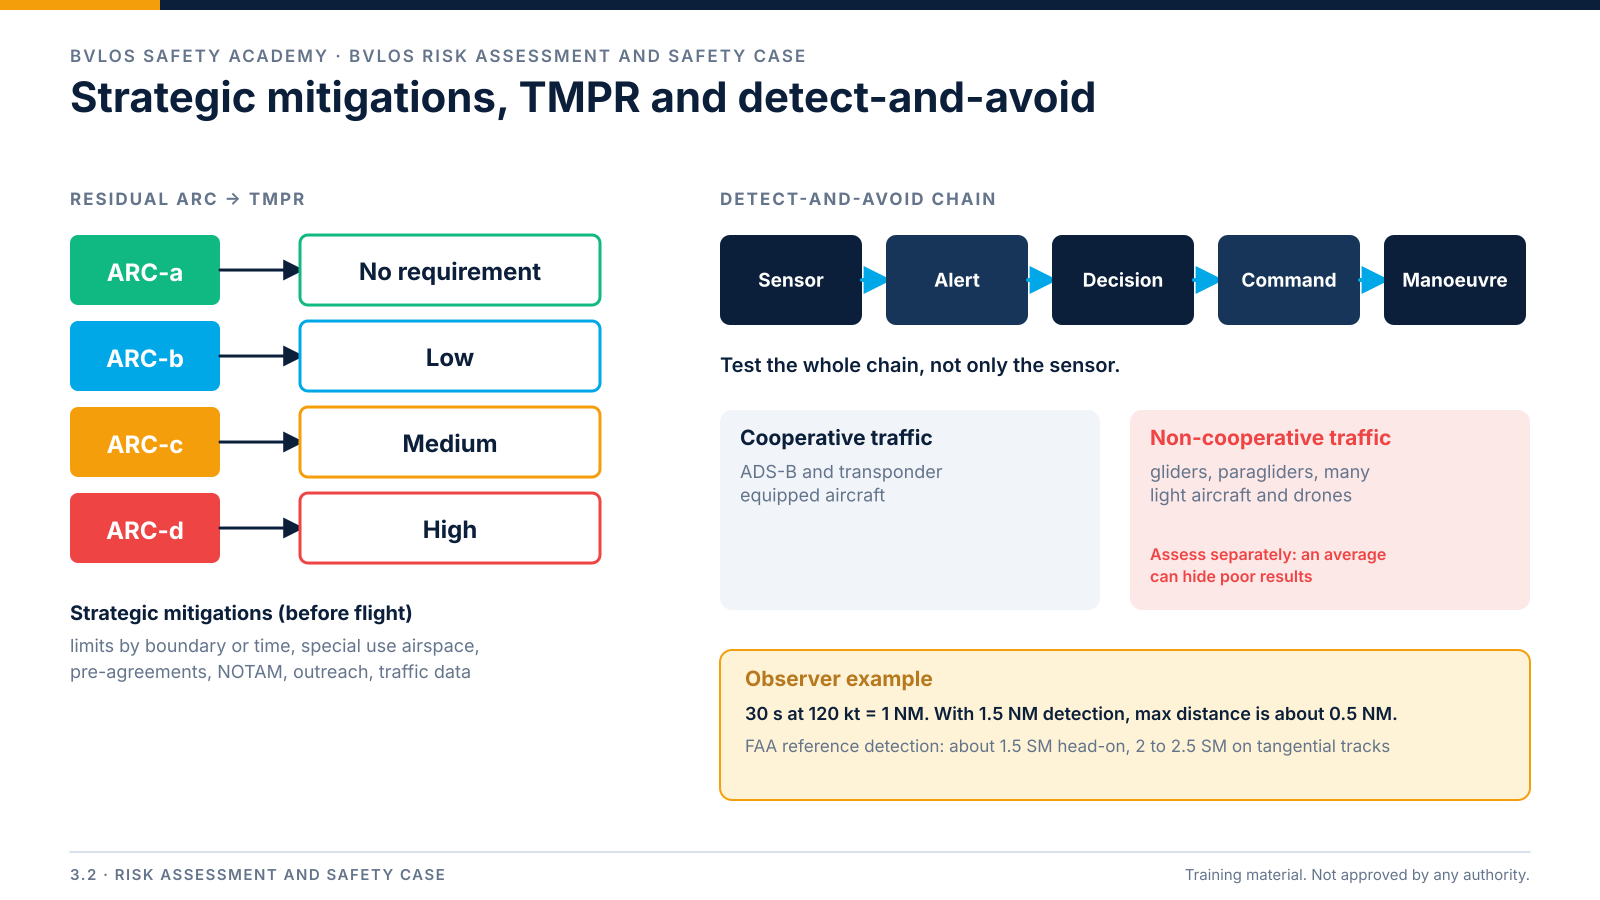 BVLOS SAFETY ACADEMY · BVLOS RISK ASSESSMENT AND SAFETY CASE
Strategic mitigations, TMPR and detect-and-avoid
RESIDUAL ARC → TMPR
ARC-a
No requirement
ARC-b
Low
ARC-c
Medium
ARC-d
High
Strategic mitigations (before flight)
limits by boundary or time, special use airspace,
pre-agreements, NOTAM, outreach, traffic data
DETECT-AND-AVOID CHAIN
Sensor
Alert
Decision
Command
Manoeuvre
Test the whole chain, not only the sensor.
Cooperative traffic
ADS-B and transponder
equipped aircraft
Non-cooperative traffic
gliders, paragliders, many
light aircraft and drones
Assess separately: an average
can hide poor results
Observer example
30 s at 120 kt = 1 NM. With 1.5 NM detection, max distance is about 0.5 NM.
FAA reference detection: about 1.5 SM head-on, 2 to 2.5 SM on tangential tracks
3.2 · RISK ASSESSMENT AND SAFETY CASE
Training material. Not approved by any authority.